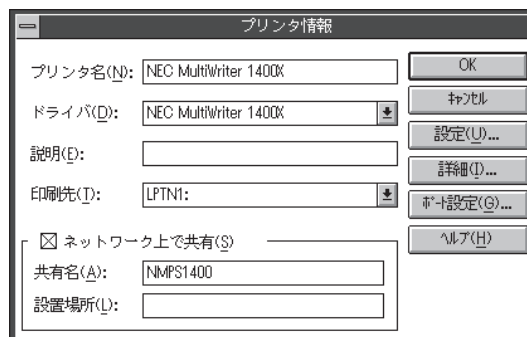 プリンタ情報
プリンタ名(N): NEC MultiWriter 1400X
ドライバ(D): NEC MultiWriter 1400X
説明(E):
印刷先(T): LPTN1:
ネットワーク上で共有(S)
共有名(A): NMPS1400
設置場所(L):
OK
ｷｬﾝｾﾙ
設定(U)...
詳細(I)...
ﾎﾟｰﾄ設定(G)...
ﾍﾙﾌﾟ(H)